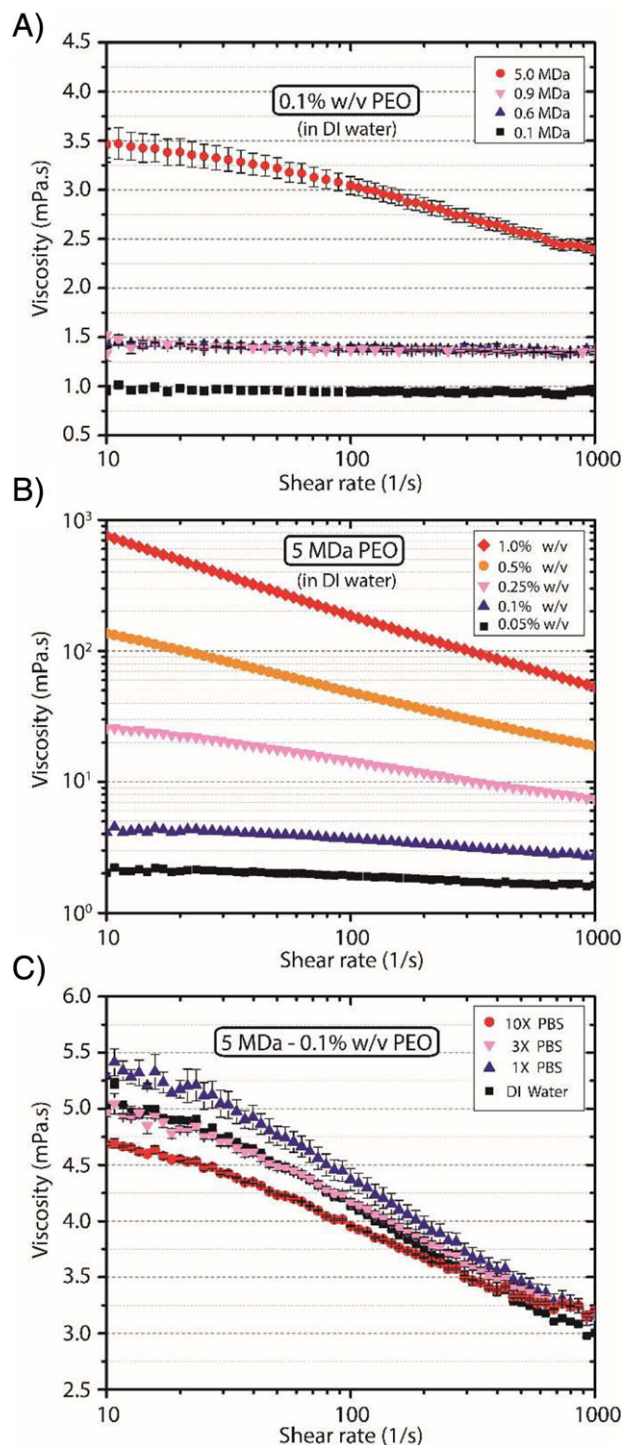 A)
4.5
4.0
3.5
3.0
2.5
2.0
1.5
1.0
0.5
Viscosity (mPa.s)
0.1% w/v PEO
(in DI water)
5.0 MDa
0.9 MDa
0.6 MDa
0.1 MDa
10 100 1000
Shear rate (1/s)
B)
10³
10²
10¹
10⁰
Viscosity (mPa.s)
5 MDa PEO
(in DI water)
1.0% w/v
0.5% w/v
0.25% w/v
0.1% w/v
0.05% w/v
10 100 1000
Shear rate (1/s)
C)
6.0
5.5
5.0
4.5
4.0
3.5
3.0
2.5
Viscosity (mPa.s)
5 MDa - 0.1% w/v PEO
10X PBS
3X PBS
1X PBS
DI Water
10 100 1000
Shear rate (1/s)